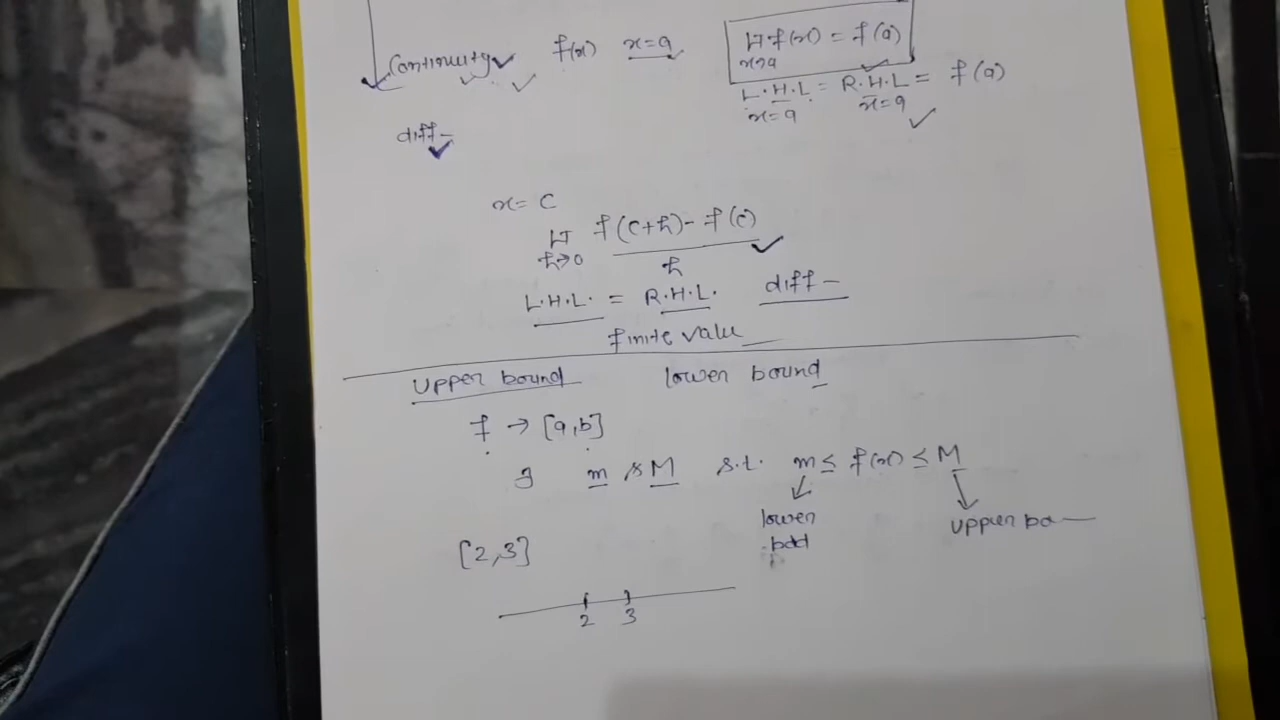 Continuity f(x) x=a
Lt f(x) = f(a)
x→a
L.H.L = R.H.L = f(a)
x=a x=a
diff-
x= C
Lt f(c+h)- f(c)
h→0 h
L.H.L. = R.H.L. diff-
finite value
Upper bound lower bound
f → [a,b]
∃ m & M s.t. m ≤ f(x) ≤ M
lower Upper bo
bdd
[2,3]
2 3